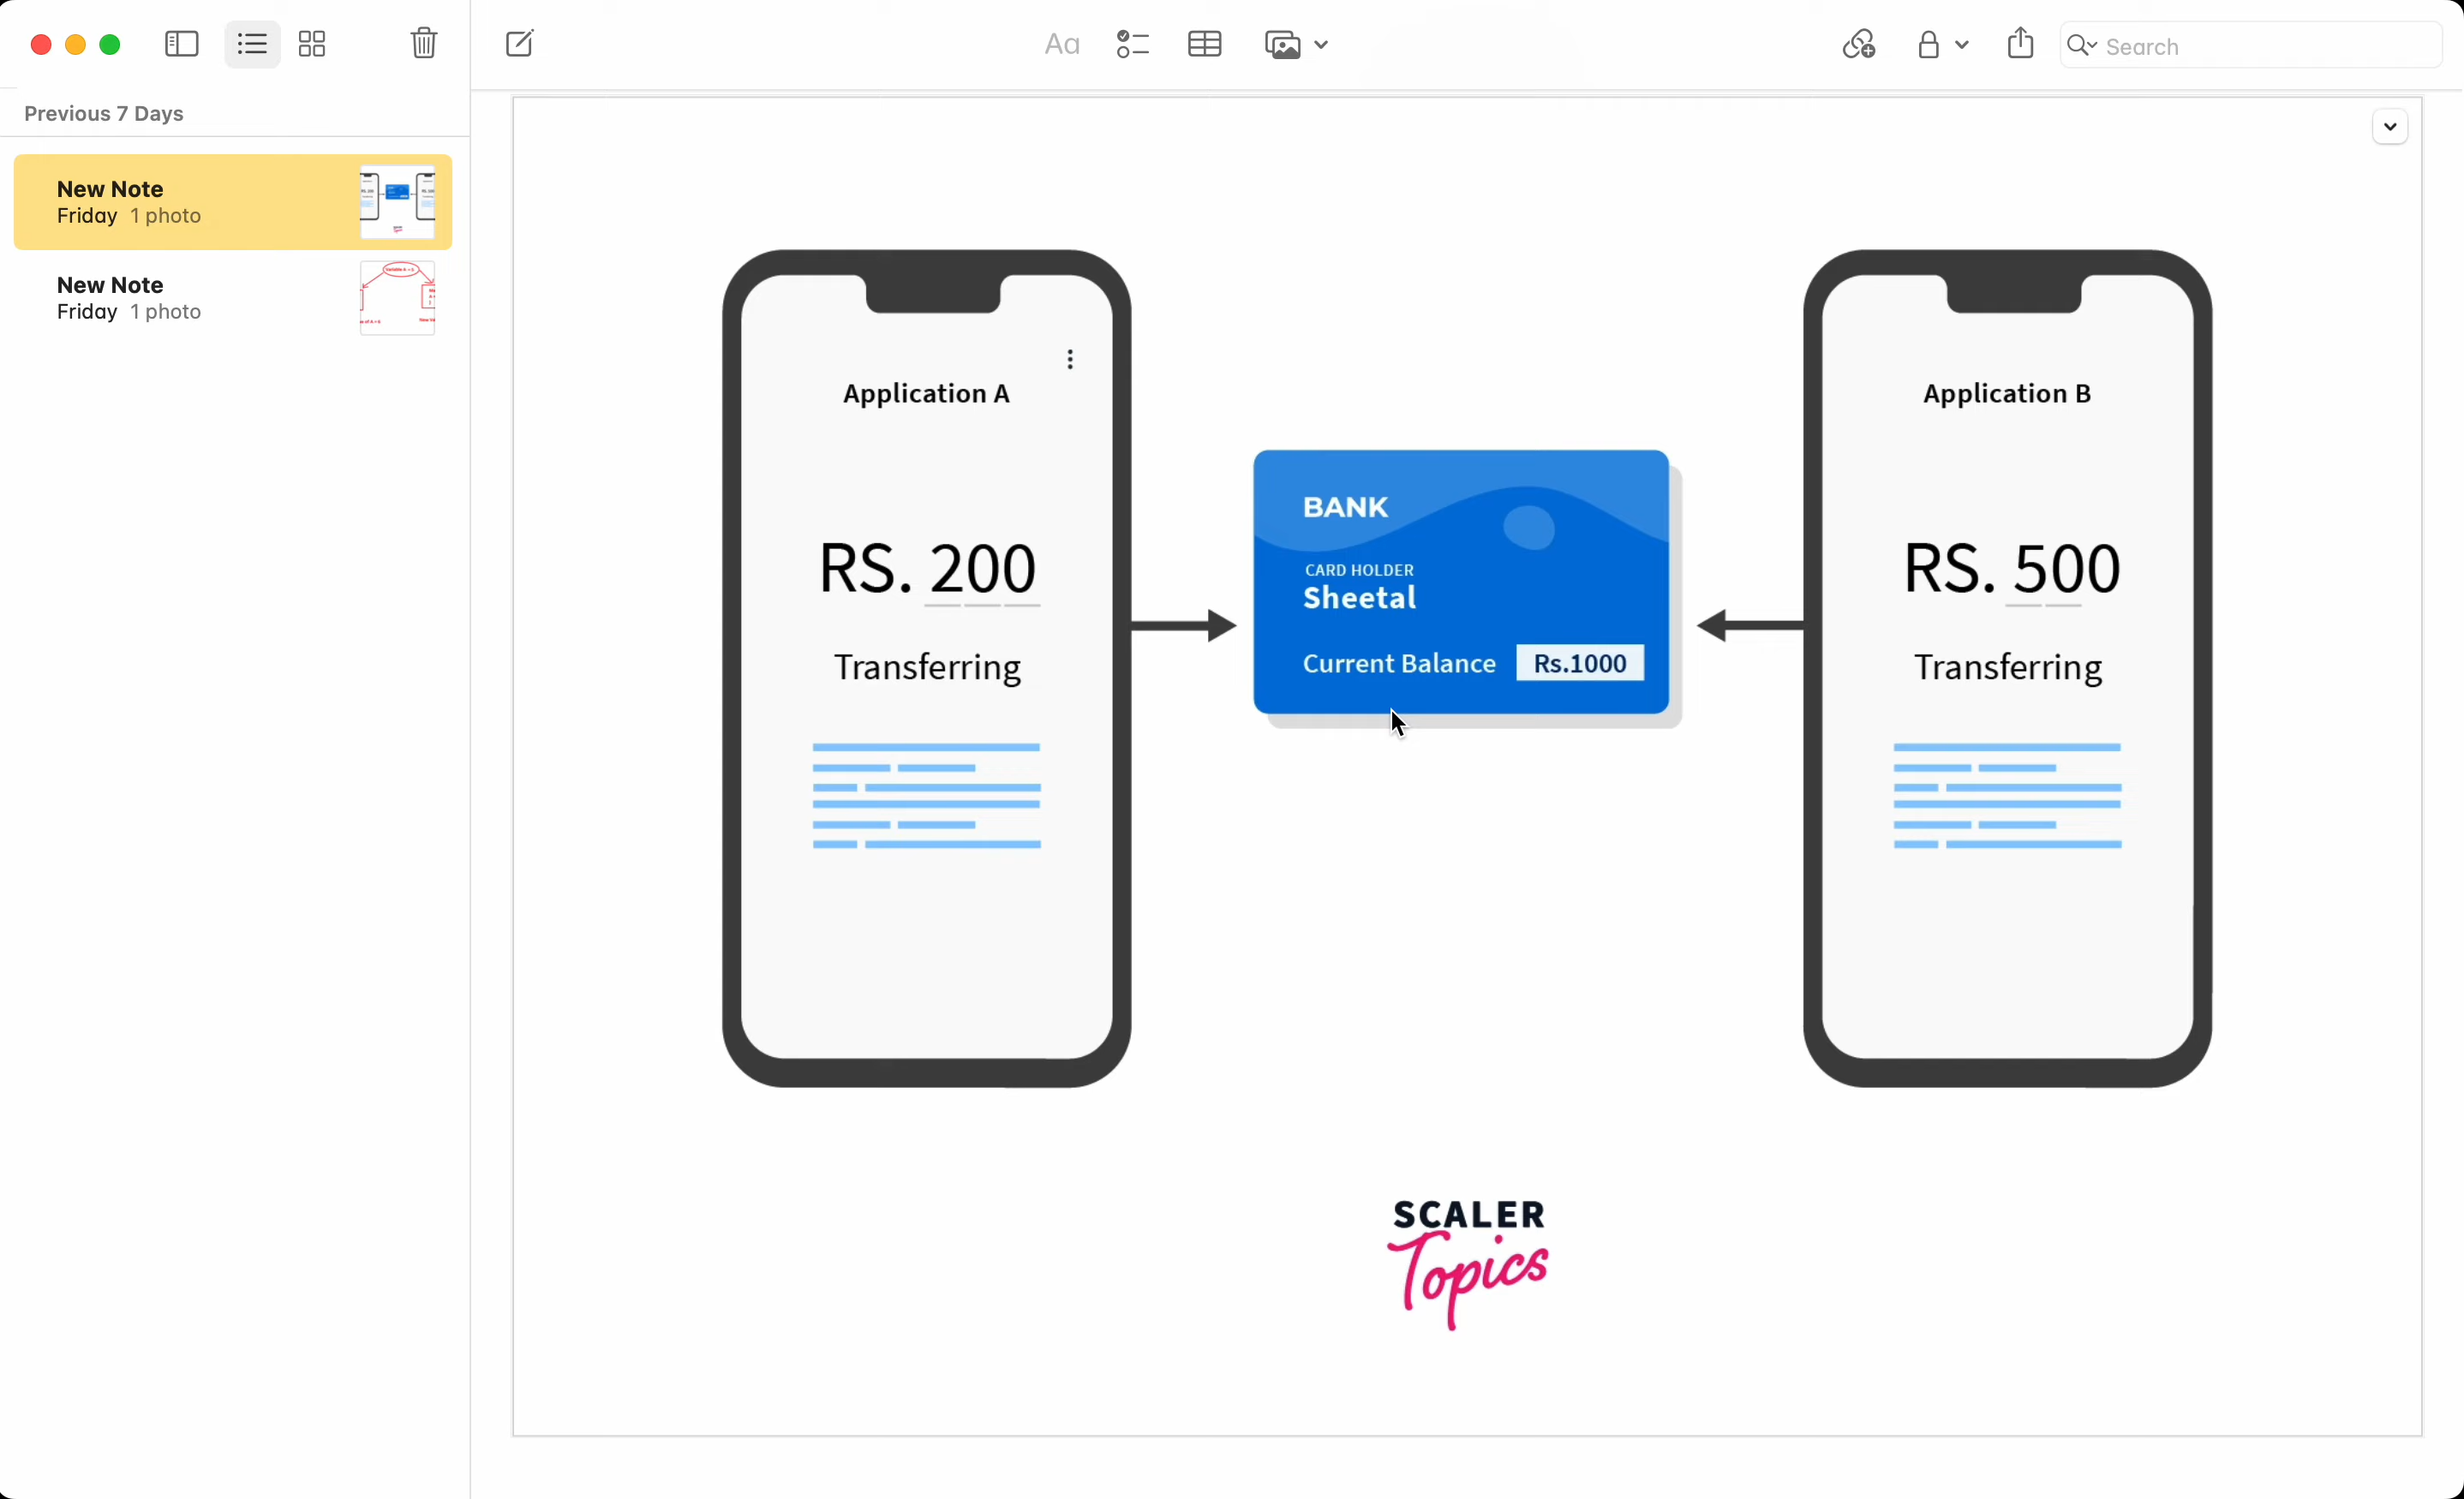 Aa
Search
Previous 7 Days
New Note
Friday 1 photo
New Note
Friday 1 photo
Application A
RS. 200
Transferring
BANK
CARD HOLDER
Sheetal
Current Balance Rs.1000
Application B
RS. 500
Transferring
SCALER
Topics